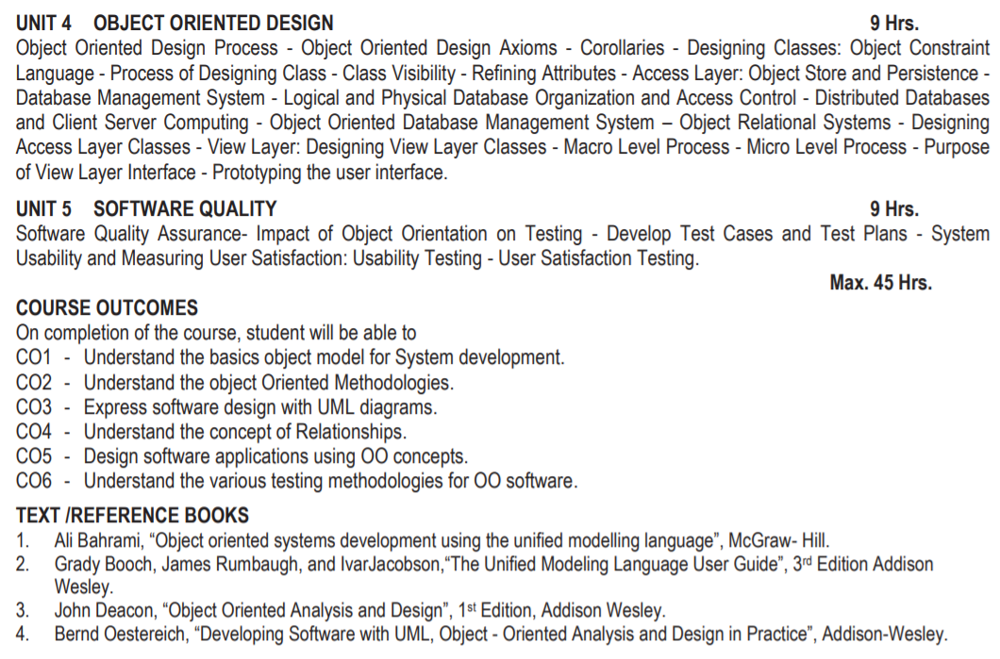 UNIT 4 OBJECT ORIENTED DESIGN 9 Hrs.
Object Oriented Design Process - Object Oriented Design Axioms - Corollaries - Designing Classes: Object Constraint
Language - Process of Designing Class - Class Visibility - Refining Attributes - Access Layer: Object Store and Persistence -
Database Management System - Logical and Physical Database Organization and Access Control - Distributed Databases
and Client Server Computing - Object Oriented Database Management System – Object Relational Systems - Designing
Access Layer Classes - View Layer: Designing View Layer Classes - Macro Level Process - Micro Level Process - Purpose
of View Layer Interface - Prototyping the user interface.
UNIT 5 SOFTWARE QUALITY 9 Hrs.
Software Quality Assurance- Impact of Object Orientation on Testing - Develop Test Cases and Test Plans - System
Usability and Measuring User Satisfaction: Usability Testing - User Satisfaction Testing.
Max. 45 Hrs.
COURSE OUTCOMES
On completion of the course, student will be able to
CO1 - Understand the basics object model for System development.
CO2 - Understand the object Oriented Methodologies.
CO3 - Express software design with UML diagrams.
CO4 - Understand the concept of Relationships.
CO5 - Design software applications using OO concepts.
CO6 - Understand the various testing methodologies for OO software.
TEXT /REFERENCE BOOKS
1. Ali Bahrami, “Object oriented systems development using the unified modelling language”, McGraw- Hill.
2. Grady Booch, James Rumbaugh, and IvarJacobson,“The Unified Modeling Language User Guide”, 3rd Edition Addison
Wesley.
3. John Deacon, “Object Oriented Analysis and Design”, 1st Edition, Addison Wesley.
4. Bernd Oestereich, “Developing Software with UML, Object - Oriented Analysis and Design in Practice”, Addison-Wesley.